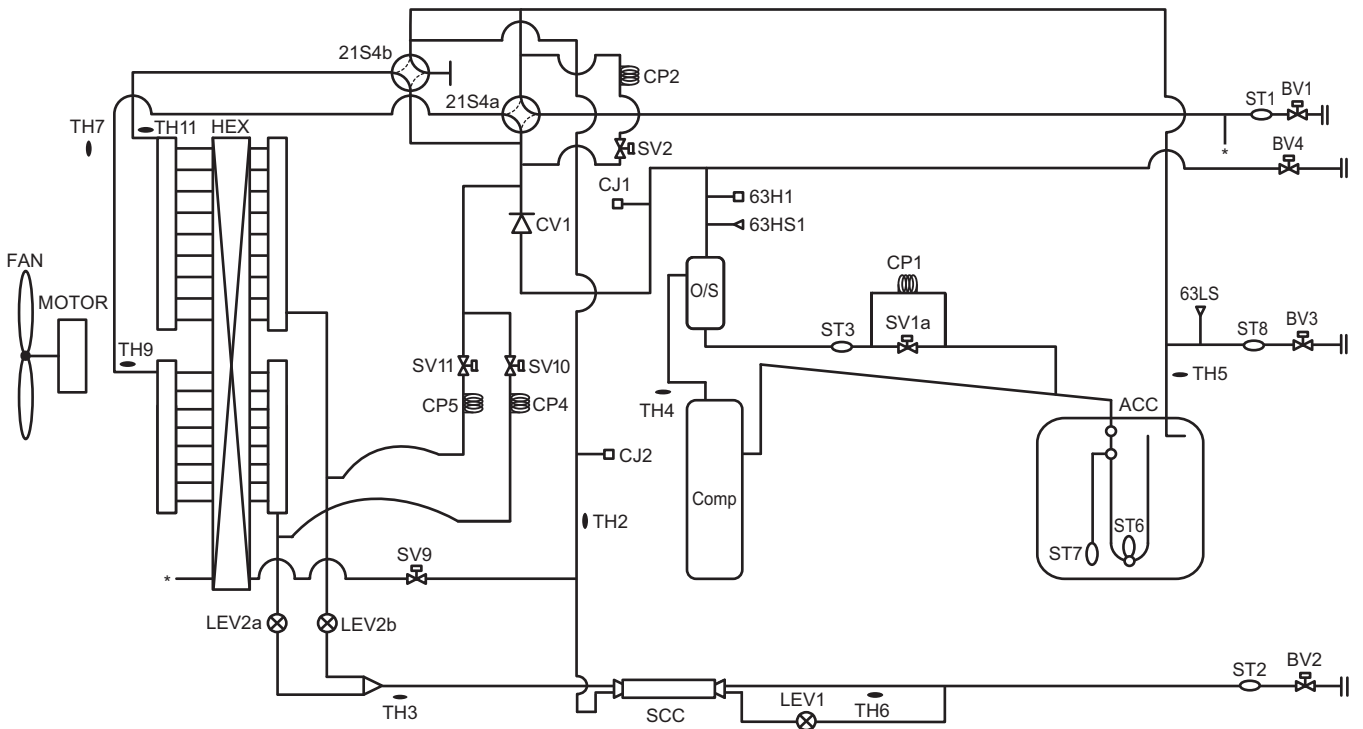 21S4b
CP2
21S4a
ST1
BV1
TH7
TH11
HEX
SV2
*
BV4
CJ1
63H1
CV1
63HS1
FAN
MOTOR
O/S
CP1
63LS
ST3
SV1a
ST8
BV3
TH9
SV11
SV10
TH5
CP5
CP4
TH4
ACC
CJ2
Comp
TH2
ST6
ST7
SV9
*
LEV2a
LEV2b
ST2
BV2
TH3
SCC
LEV1
TH6